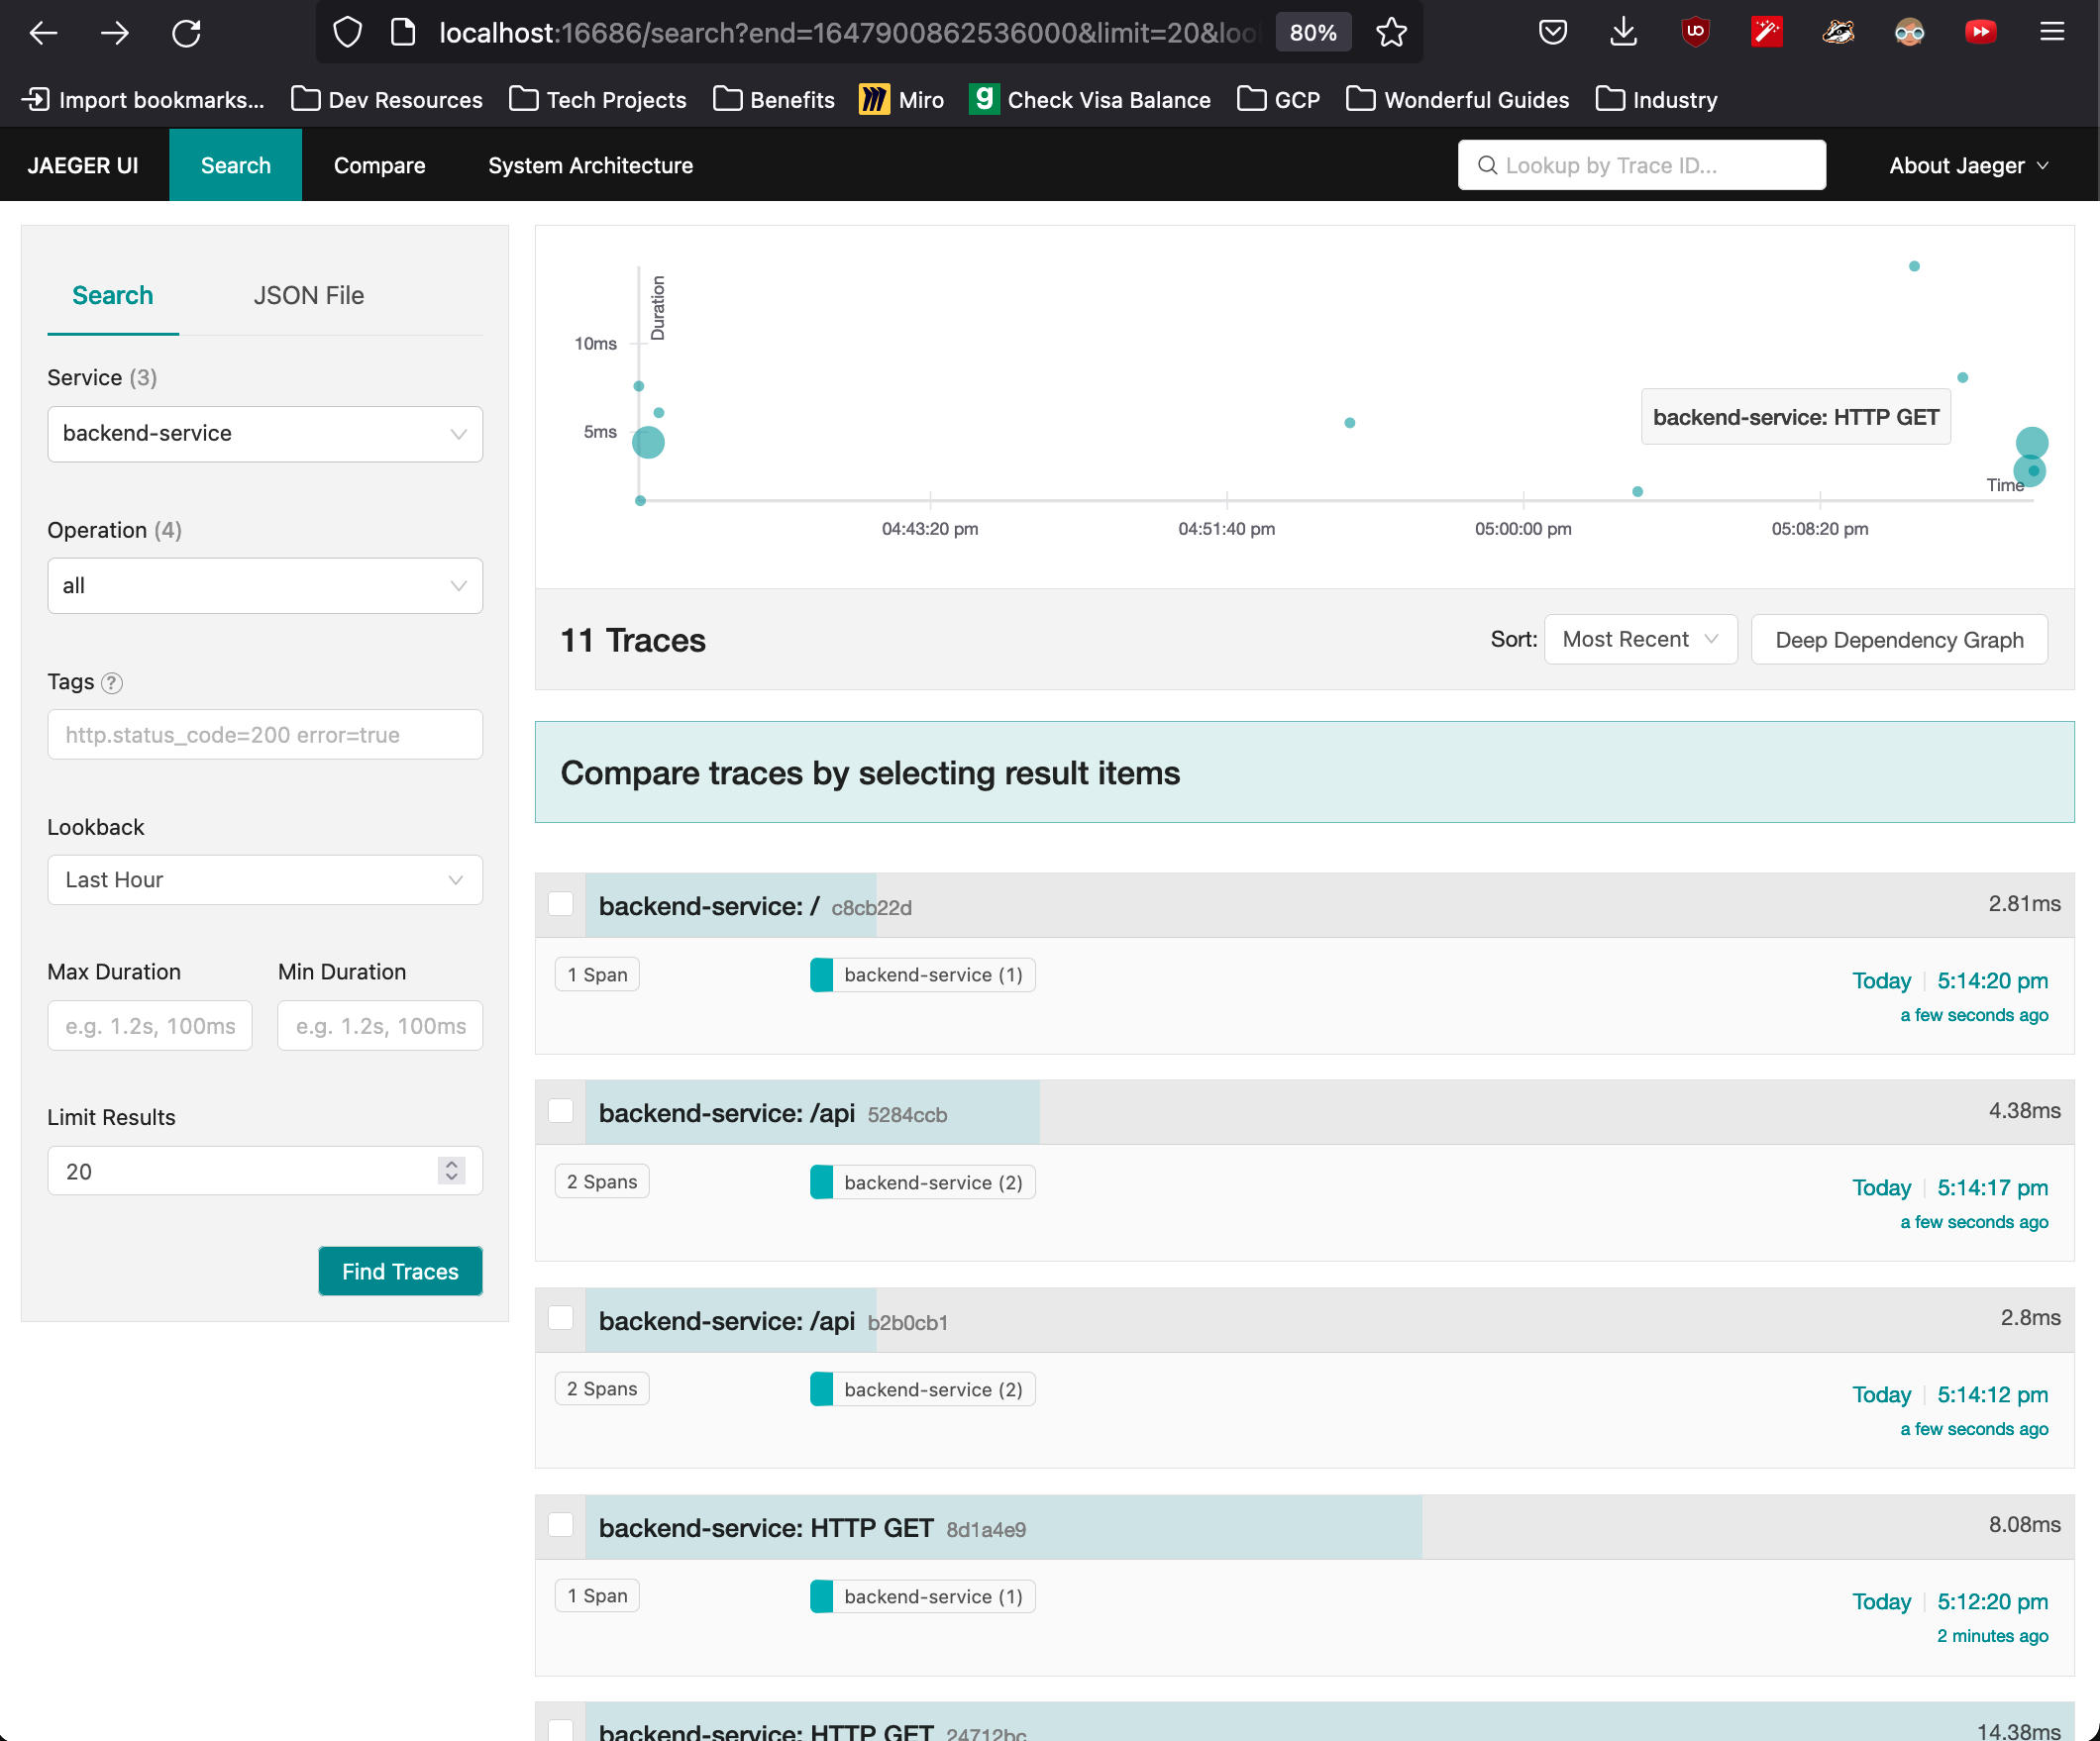 localhost:16686/search?end=1647900862536000&limit=20&loo
80%
Import bookmarks...
Dev Resources
Tech Projects
Benefits
Miro
Check Visa Balance
GCP
Wonderful Guides
Industry
JAEGER UI
Search
Compare
System Architecture
Lookup by Trace ID...
About Jaeger
Search
JSON File
Service (3)
backend-service
Operation (4)
all
Tags ?
http.status_code=200 error=true
Lookback
Last Hour
Max Duration
Min Duration
e.g. 1.2s, 100ms
e.g. 1.2s, 100ms
Limit Results
20
Find Traces
Duration
10ms
5ms
backend-service: HTTP GET
Time
04:43:20 pm
04:51:40 pm
05:00:00 pm
05:08:20 pm
11 Traces
Sort:
Most Recent
Deep Dependency Graph
Compare traces by selecting result items
backend-service: / c8cb22d
2.81ms
1 Span
backend-service (1)
Today
5:14:20 pm
a few seconds ago
backend-service: /api 5284ccb
4.38ms
2 Spans
backend-service (2)
Today
5:14:17 pm
a few seconds ago
backend-service: /api b2b0cb1
2.8ms
2 Spans
backend-service (2)
Today
5:14:12 pm
a few seconds ago
backend-service: HTTP GET 8d1a4e9
8.08ms
1 Span
backend-service (1)
Today
5:12:20 pm
2 minutes ago
backend-service: HTTP GET 24712bc
14.38ms